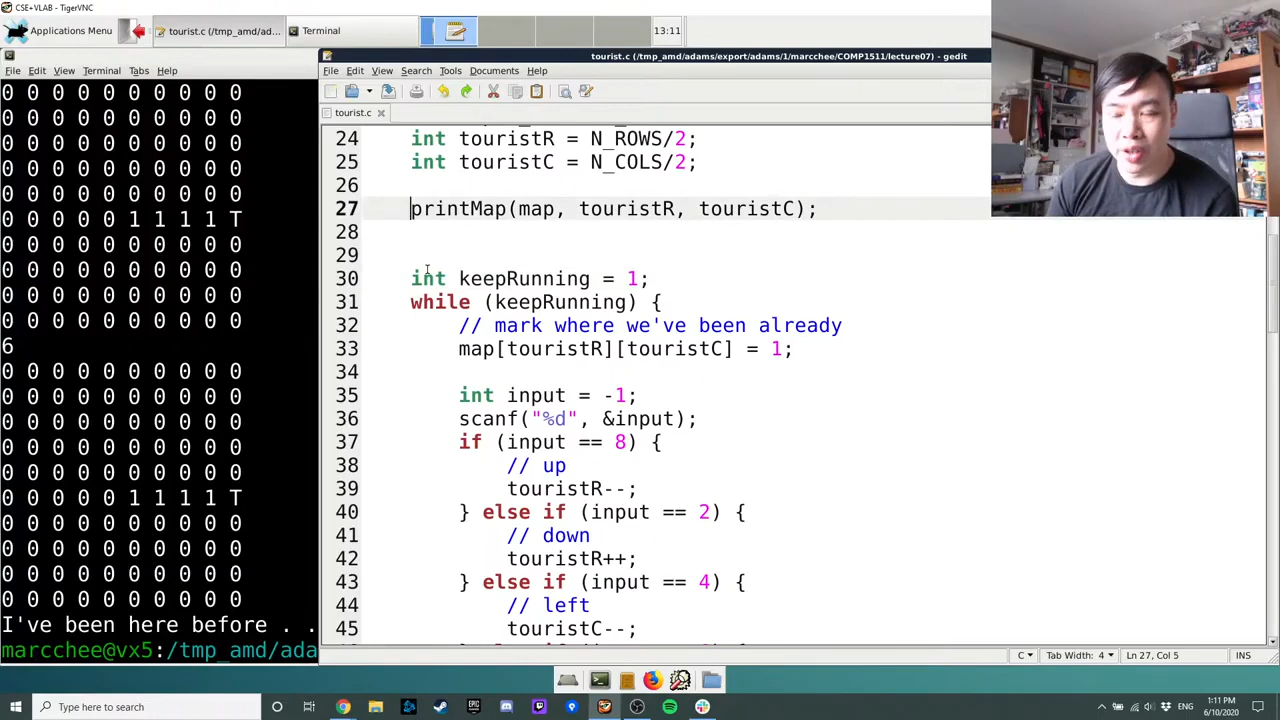 CSE+VLAB - TigerVNC
Applications Menu
tourist.c (/tmp_amd/ad...
Terminal
13:11
File Edit View Terminal Tabs Help
0 0 0 0 0 0 0 0 0 0
0 0 0 0 0 0 0 0 0 0
0 0 0 0 0 0 0 0 0 0
0 0 0 0 0 0 0 0 0 0
0 0 0 0 0 0 0 0 0 0
0 0 0 0 0 1 1 1 1 T
0 0 0 0 0 0 0 0 0 0
0 0 0 0 0 0 0 0 0 0
0 0 0 0 0 0 0 0 0 0
0 0 0 0 0 0 0 0 0 0
6
0 0 0 0 0 0 0 0 0 0
0 0 0 0 0 0 0 0 0 0
0 0 0 0 0 0 0 0 0 0
0 0 0 0 0 0 0 0 0 0
0 0 0 0 0 0 0 0 0 0
0 0 0 0 0 1 1 1 1 T
0 0 0 0 0 0 0 0 0 0
0 0 0 0 0 0 0 0 0 0
0 0 0 0 0 0 0 0 0 0
0 0 0 0 0 0 0 0 0 0
I've been here before . .
marcchee@vx5:/tmp_amd/ada
tourist.c (/tmp_amd/adams/export/adams/1/marcchee/COMP1511/lecture07) - gedit
File Edit View Search Tools Documents Help
tourist.c
24 int touristR = N_ROWS/2;
25 int touristC = N_COLS/2;
26
27 printMap(map, touristR, touristC);
28
29
30 int keepRunning = 1;
31 while (keepRunning) {
32 // mark where we've been already
33 map[touristR][touristC] = 1;
34
35 int input = -1;
36 scanf("%d", &input);
37 if (input == 8) {
38 // up
39 touristR--;
40 } else if (input == 2) {
41 // down
42 touristR++;
43 } else if (input == 4) {
44 // left
45 touristC--;
C Tab Width: 4 Ln 27, Col 5 INS
Type here to search
ENG
1:11 PM
6/10/2020